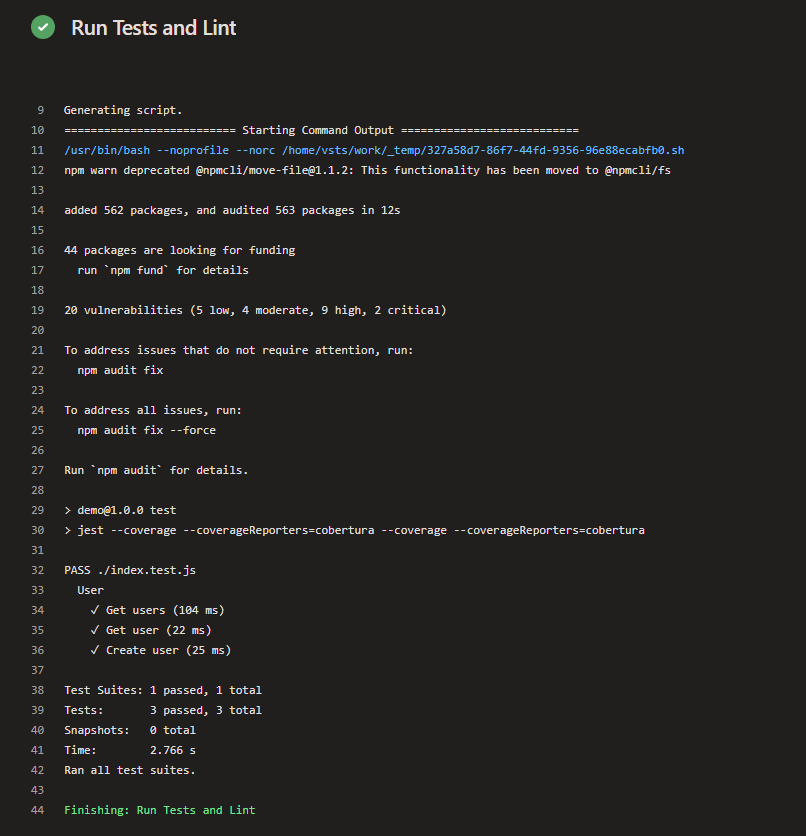 Run Tests and Lint
9 Generating script.
10 ========================== Starting Command Output ===========================
11 /usr/bin/bash --noprofile --norc /home/vsts/work/_temp/327a58d7-86f7-44fd-9356-96e88ecabfb0.sh
12 npm warn deprecated @npmcli/move-file@1.1.2: This functionality has been moved to @npmcli/fs
13
14 added 562 packages, and audited 563 packages in 12s
15
16 44 packages are looking for funding
17   run `npm fund` for details
18
19 20 vulnerabilities (5 low, 4 moderate, 9 high, 2 critical)
20
21 To address issues that do not require attention, run:
22   npm audit fix
23
24 To address all issues, run:
25   npm audit fix --force
26
27 Run `npm audit` for details.
28
29 > demo@1.0.0 test
30 > jest --coverage --coverageReporters=cobertura --coverage --coverageReporters=cobertura
31
32 PASS ./index.test.js
33   User
34     ✓ Get users (104 ms)
35     ✓ Get user (22 ms)
36     ✓ Create user (25 ms)
37
38 Test Suites: 1 passed, 1 total
39 Tests:       3 passed, 3 total
40 Snapshots:   0 total
41 Time:        2.766 s
42 Ran all test suites.
43
44 Finishing: Run Tests and Lint